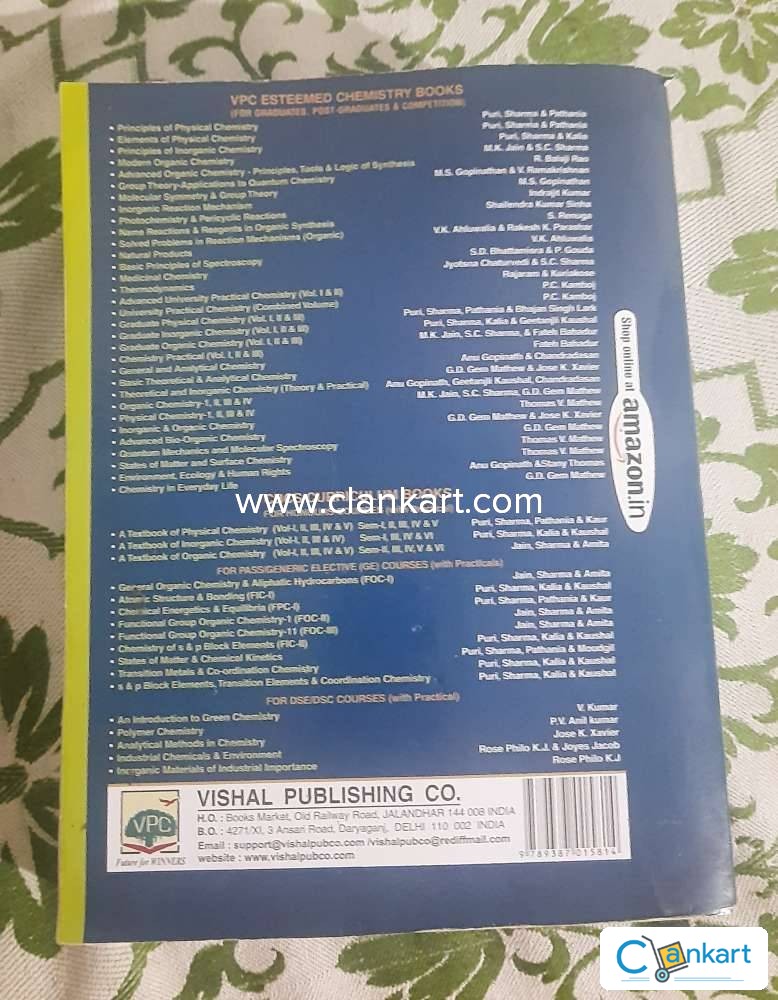 VPC ESTEEMED CHEMISTRY BOOKS
(FOR GRADUATES, POST-GRADUATES & COMPETITION)
• Principles of Physical Chemistry Puri, Sharma & Pathania
• Elements of Physical Chemistry Puri, Sharma & Pathania
• Principles of Inorganic Chemistry Puri, Sharma & Kalia
• Modern Organic Chemistry M.K. Jain & S.C. Sharma
• Advanced Organic Chemistry - Principles, Tools & Logic of Synthesis R. Balaji Rao
• Group Theory-Applications to Quantum Chemistry M.S. Gopinathan & V. Ramakrishnan
• Molecular Symmetry & Group Theory M.S. Gopinathan
• Inorganic Reaction Mechanism Indrajit Kumar
• Photochemistry & Pericyclic Reactions Shailendra Kumar Sinha
• Name Reactions & Reagents in Organic Synthesis S. Renuga
• Solved Problems in Reaction Mechanisms (Organic) V.K. Ahluwalia & Rakesh K. Parashar
• Natural Products V.K. Ahluwalia
• Basic Principles of Spectroscopy S.D. Bhattamisra & P. Gouda
• Medicinal Chemistry Jyotsna Chaturvedi & S.C. Sharma
• Thermodynamics Rajaram & Kuriakose
• Advanced University Practical Chemistry (Vol. I & II) P.C. Kamboj
• University Practical Chemistry (Combined Volume) P.C. Kamboj
• Graduate Physical Chemistry (Vol. I, II & III) Puri, Sharma, Pathania & Bhajan Singh Lark
• Graduate Inorganic Chemistry (Vol. I, II & III) Puri, Sharma, Kalia & Geetanjli Kaushal
• Graduate Organic Chemistry (Vol. I, II & III) M.K. Jain, S.C. Sharma, & Fateh Bahadur
• Chemistry Practical (Vol. I, II & III) Fateh Bahadur
• General and Analytical Chemistry Anu Gopinath & Chandradasan
• Basic Theoretical & Analytical Chemistry G.D. Gem Mathew & Jose K. Xavier
• Theoretical and Inorganic Chemistry (Theory & Practical) Anu Gopinath, Geetanjli Kaushal, Chandradasan
• Organic Chemistry-I, II, III & IV M.K. Jain, S.C. Sharma, G.D. Gem Mathew
• Physical Chemistry-1, II, III & IV Thomas V. Mathew
• Inorganic & Organic Chemistry G.D. Gem Mathew & Jose K. Xavier
• Advanced Bio-Organic Chemistry G.D. Gem Mathew
• Quantum Mechanics and Molecular Spectroscopy Thomas V. Mathew
• States of Matter and Surface Chemistry Thomas V. Mathew
• Environment, Ecology & Human Rights Anu Gopinath &Stany Thomas
• Chemistry in Everyday Life G.D. Gem Mathew
Shop online at amazon.in
CBCS CURRICULUM BOOKS
www.clankart.com
• A Textbook of Physical Chemistry (Vol-I, II, III, IV & V) Sem-I, II, III, IV & V Puri, Sharma, Pathania & Kaur
• A Textbook of Inorganic Chemistry (Vol-I, II, III & IV) Sem-I, III, IV & VI Puri, Sharma, Kalia & Kaushal
• A Textbook of Organic Chemistry (Vol-I, II, III, IV & V) Sem-II, III, IV, V & VI Jain, Sharma & Amita
FOR PASS/GENERIC ELECTIVE (GE) COURSES (with Practicals)
• General Organic Chemistry & Aliphatic Hydrocarbons (FOC-I) Jain, Sharma & Amita
• Atomic Structure & Bonding (FIC-I) Puri, Sharma, Kalia & Kaushal
• Chemical Energetics & Equilibria (FPC-I) Puri, Sharma, Pathania & Kaur
• Functional Group Organic Chemistry-1 (FOC-II) Jain, Sharma & Amita
• Functional Group Organic Chemistry-11 (FOC-III) Jain, Sharma & Amita
• Chemistry of s & p Block Elements (FIC-II) Puri, Sharma, Kalia & Kaushal
• States of Matter & Chemical Kinetics Puri, Sharma, Pathania & Moudgil
• Transition Metals & Co-ordination Chemistry Puri, Sharma, Kalia & Kaushal
• s & p Block Elements, Transition Elements & Coordination Chemistry Puri, Sharma, Kalia & Kaushal
FOR DSE/DSC COURSES (with Practical)
• An Introduction to Green Chemistry V. Kumar
• Polymer Chemistry P.V. Anil kumar
• Analytical Methods in Chemistry Jose K. Xavier
• Industrial Chemicals & Environment Rose Philo K.J. & Joyes Jacob
• Inorganic Materials of Industrial Importance Rose Philo K.J
VPC
Future for WINNERS
VISHAL PUBLISHING CO.
H.O. : Books Market, Old Railway Road, JALANDHAR 144 008 INDIA
B.O. : 4271/XI, 3 Ansari Road, Daryaganj, DELHI 110 002 INDIA
Email : support@vishalpubco.com /vishalpubco@rediffmail.com
website : www.vishalpubco.com
9 789387 015814
Clankart